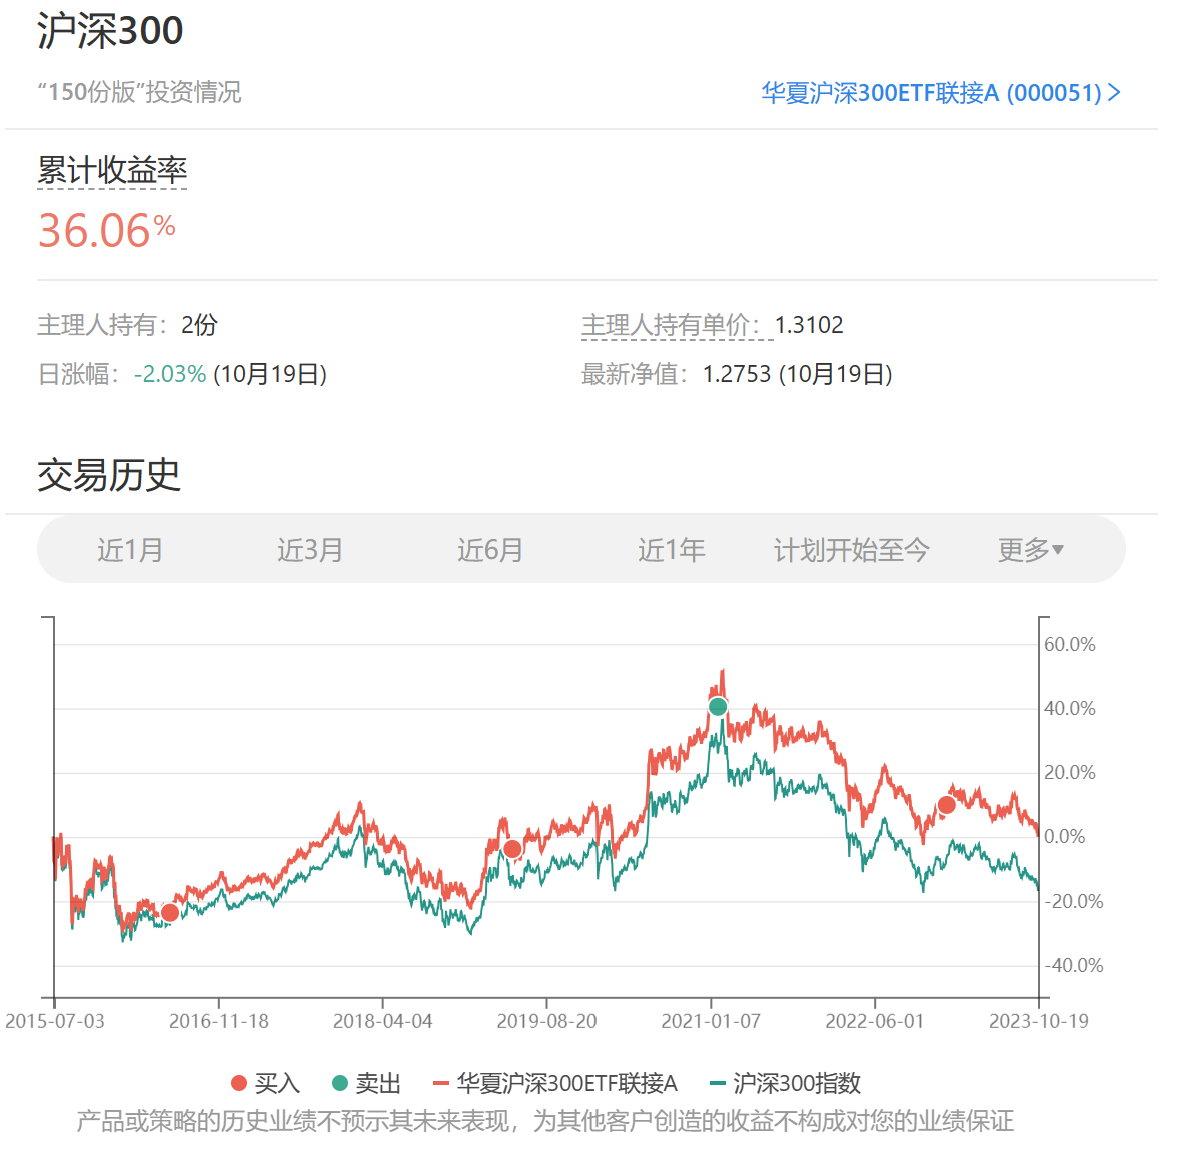 沪深300
“150份版”投资情况
华夏沪深300ETF联接A (000051)
累计收益率
36.06%
主理人持有：2份
主理人持有单价：1.3102
日涨幅：-2.03% (10月19日)
最新净值：1.2753 (10月19日)
交易历史
近1月 近3月 近6月 近1年 计划开始至今 更多▾
60.0%
40.0%
20.0%
0.0%
-20.0%
-40.0%
2015-07-03 2016-11-18 2018-04-04 2019-08-20 2021-01-07 2022-06-01 2023-10-19
买入 卖出 华夏沪深300ETF联接A 沪深300指数
产品或策略的历史业绩不预示其未来表现，为其他客户创造的收益不构成对您的业绩保证